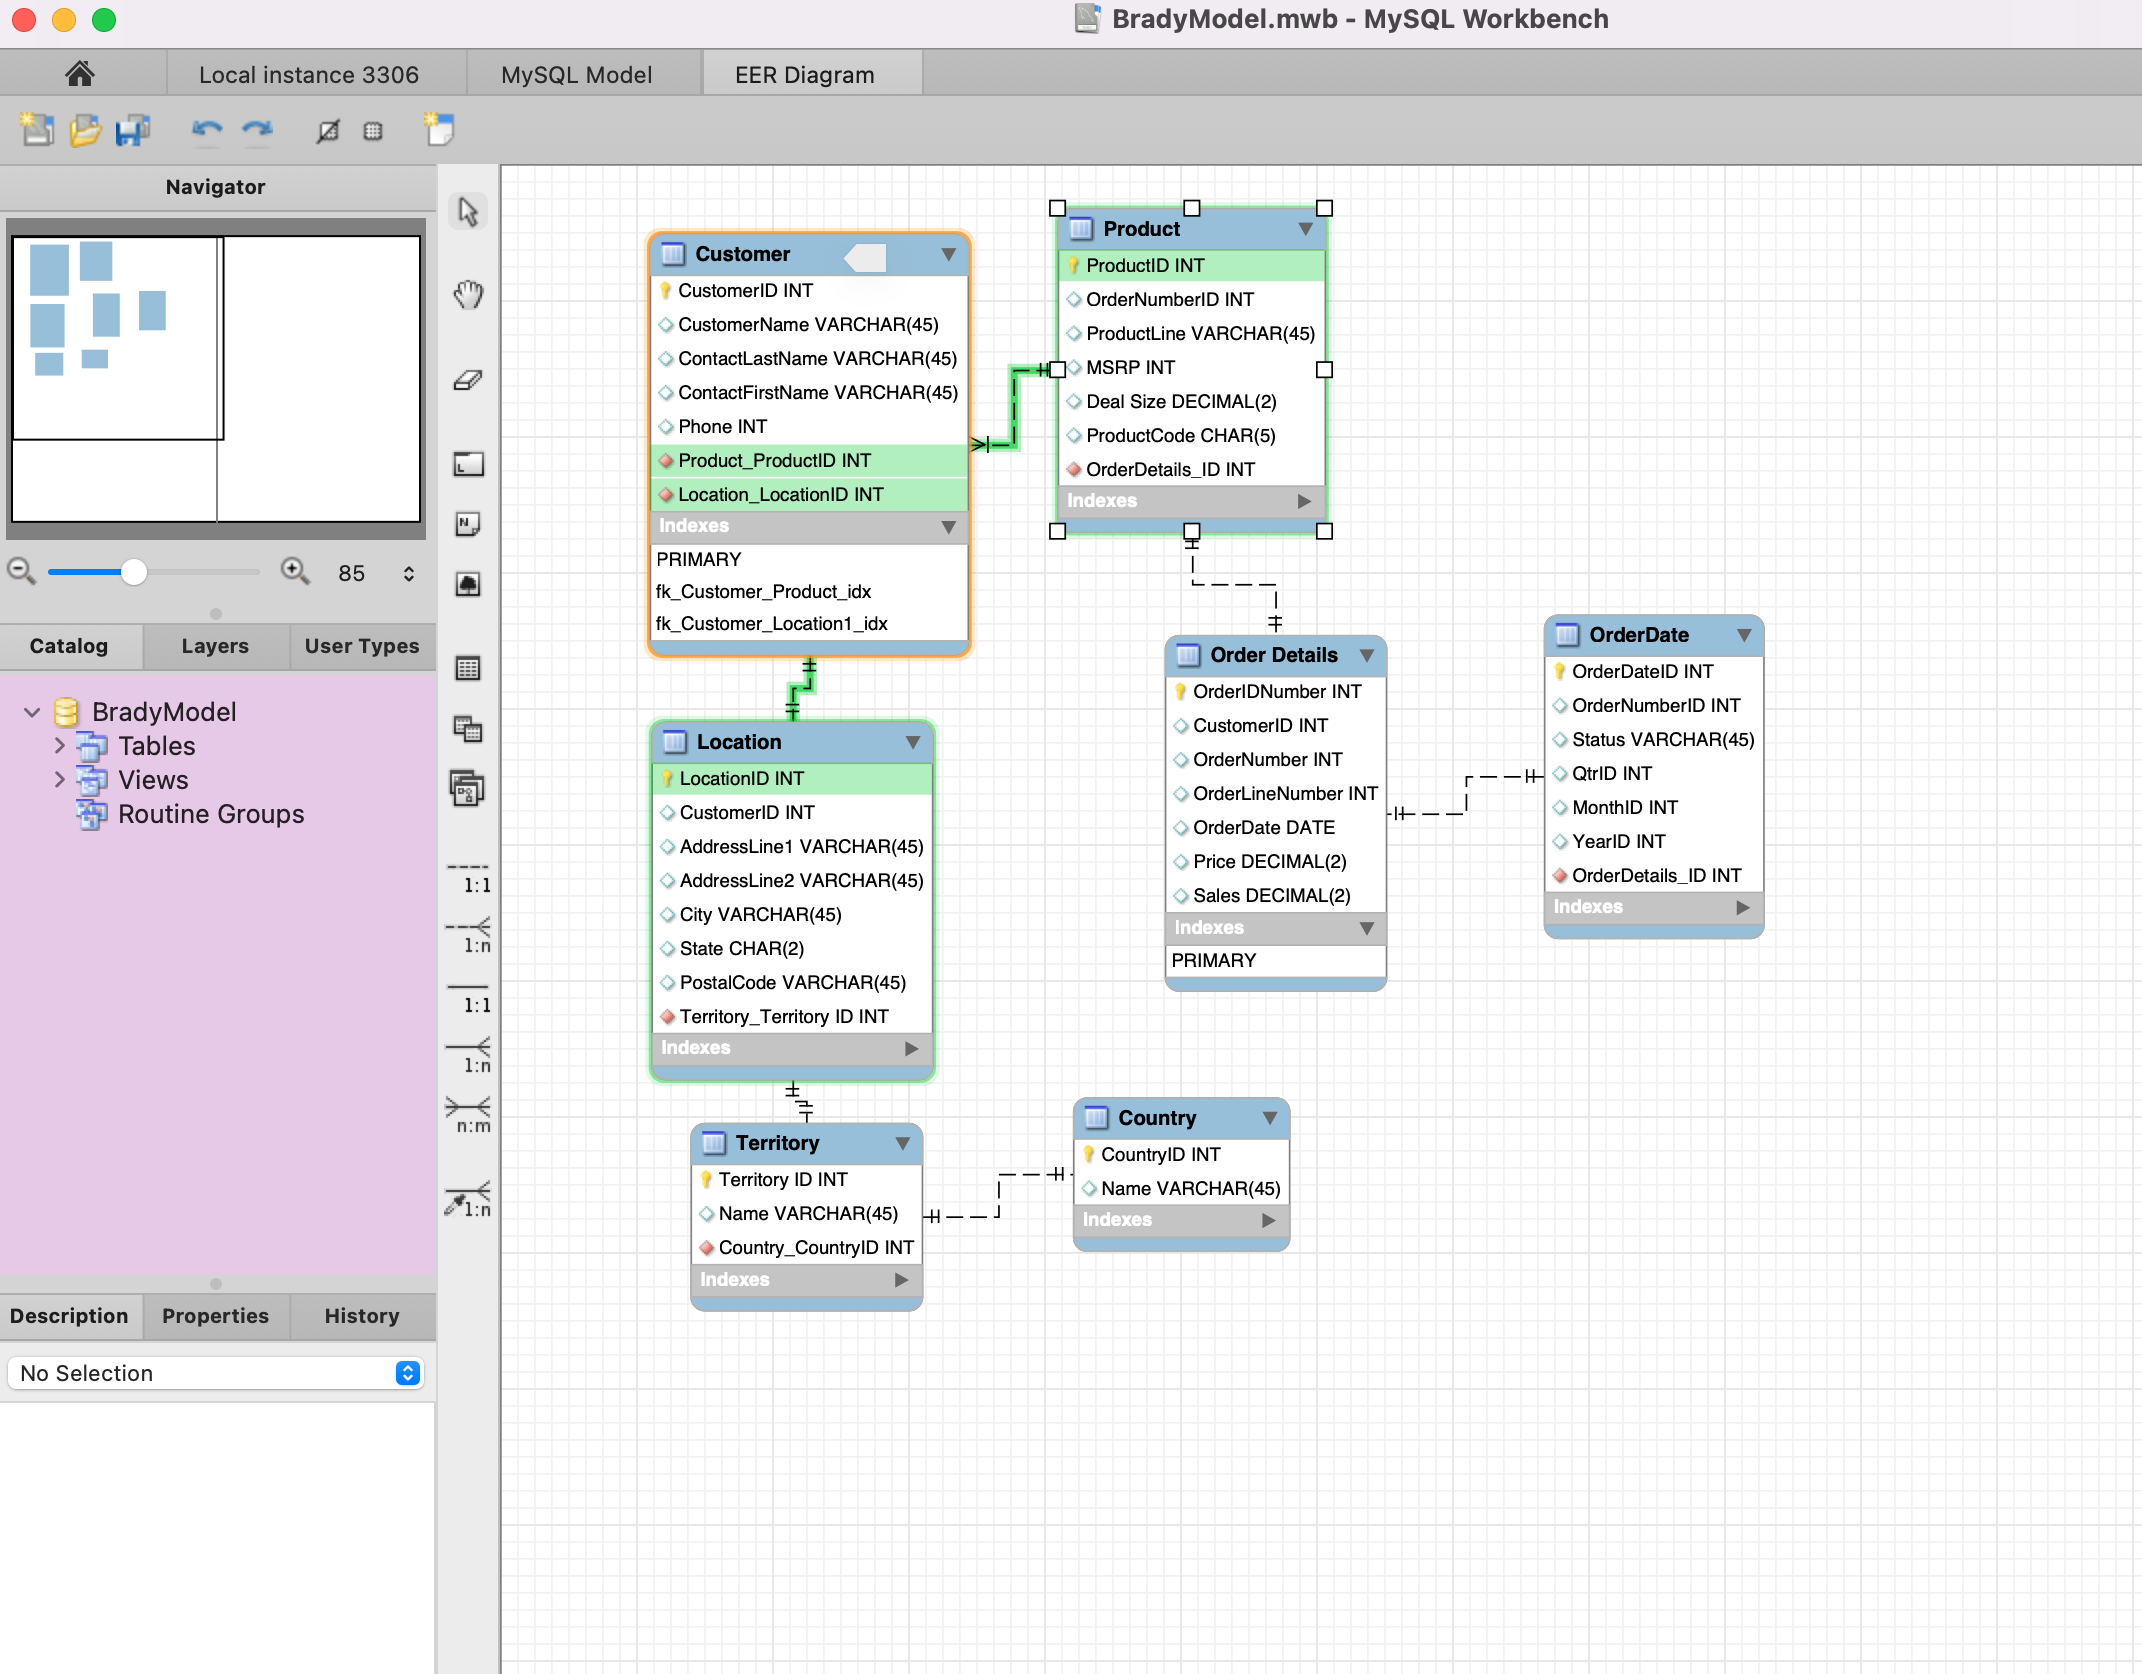 BradyModel.mwb - MySQL Workbench
Local instance 3306
MySQL Model
EER Diagram
Navigator
85
Catalog
Layers
User Types
BradyModel
Tables
Views
Routine Groups
Description
Properties
History
No Selection
L
N
1:1
1:n
1:1
1:n
n:m
1:n
Customer
CustomerID INT
CustomerName VARCHAR(45)
ContactLastName VARCHAR(45)
ContactFirstName VARCHAR(45)
Phone INT
Product_ProductID INT
Location_LocationID INT
Indexes
PRIMARY
fk_Customer_Product_idx
fk_Customer_Location1_idx
Product
ProductID INT
OrderNumberID INT
ProductLine VARCHAR(45)
MSRP INT
Deal Size DECIMAL(2)
ProductCode CHAR(5)
OrderDetails_ID INT
Indexes
Order Details
OrderIDNumber INT
CustomerID INT
OrderNumber INT
OrderLineNumber INT
OrderDate DATE
Price DECIMAL(2)
Sales DECIMAL(2)
Indexes
PRIMARY
OrderDate
OrderDateID INT
OrderNumberID INT
Status VARCHAR(45)
QtrID INT
MonthID INT
YearID INT
OrderDetails_ID INT
Indexes
Location
LocationID INT
CustomerID INT
AddressLine1 VARCHAR(45)
AddressLine2 VARCHAR(45)
City VARCHAR(45)
State CHAR(2)
PostalCode VARCHAR(45)
Territory_Territory ID INT
Indexes
Territory
Territory ID INT
Name VARCHAR(45)
Country_CountryID INT
Indexes
Country
CountryID INT
Name VARCHAR(45)
Indexes